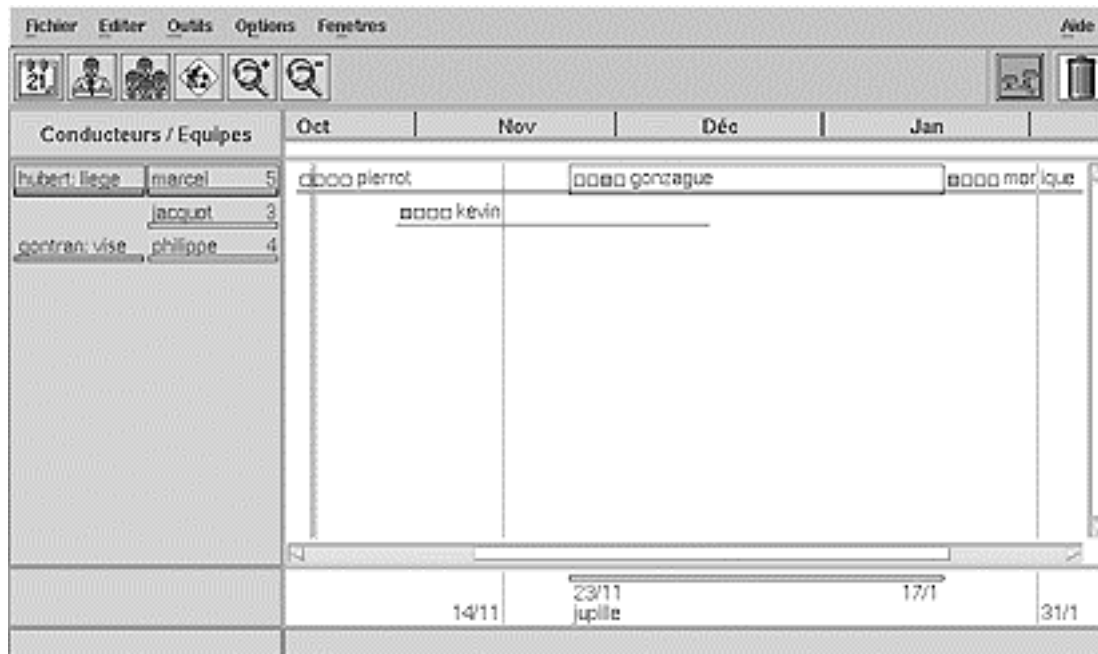 Fichier Editer Outils Options Fenetres Aide
21
Conducteurs / Equipes Oct Nov Déc Jan
hubert: liege marcel 5 pierrot gonzague
jacquot 3 kevin
gontran: vise philippe 4
23/11 17/1
14/11 jupille 31/1